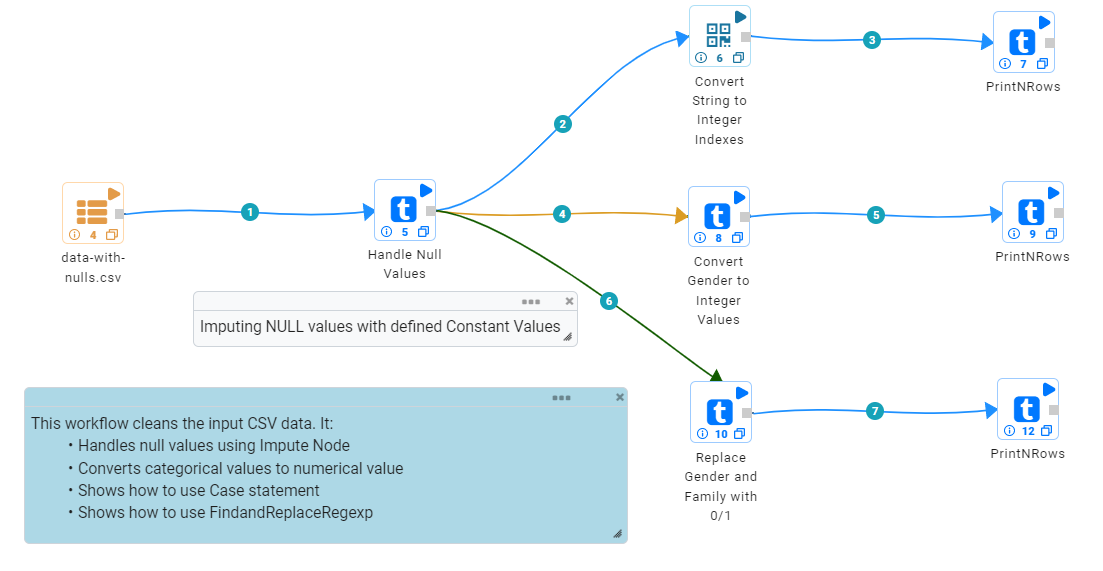 6
Convert
String to
Integer
Indexes
3
7
PrintNRows
2
4
data-with-
nulls.csv
1
t
5
Handle Null
Values
4
t
8
Convert
Gender to
Integer
Values
5
t
9
PrintNRows
6
Imputing NULL values with defined Constant Values
This workflow cleans the input CSV data. It:
• Handles null values using Impute Node
• Converts categorical values to numerical value
• Shows how to use Case statement
• Shows how to use FindandReplaceRegexp
t
10
Replace
Gender and
Family with
0/1
7
t
12
PrintNRows